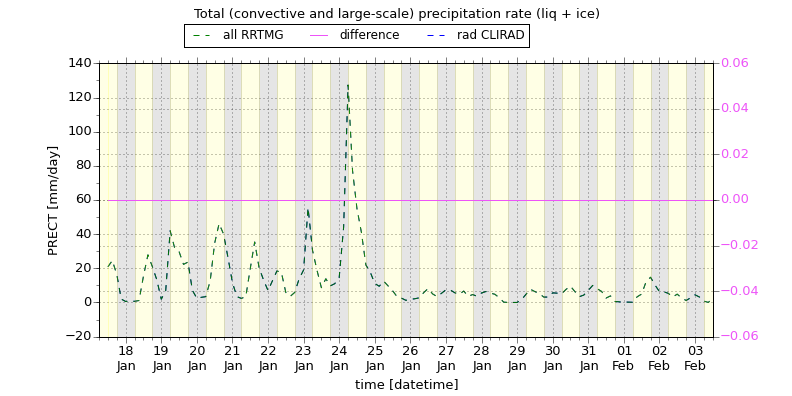 Total (convective and large-scale) precipitation rate (liq + ice)
all RRTMG difference rad CLIRAD
140
120
100
80
60
40
20
0
−20
PRECT [mm/day]
0.06
0.04
0.02
0.00
−0.02
−0.04
−0.06
18 19 20 21 22 23 24 25 26 27 28 29 30 31 01 02 03
Jan Jan Jan Jan Jan Jan Jan Jan Jan Jan Jan Jan Jan Jan Feb Feb Feb
time [datetime]